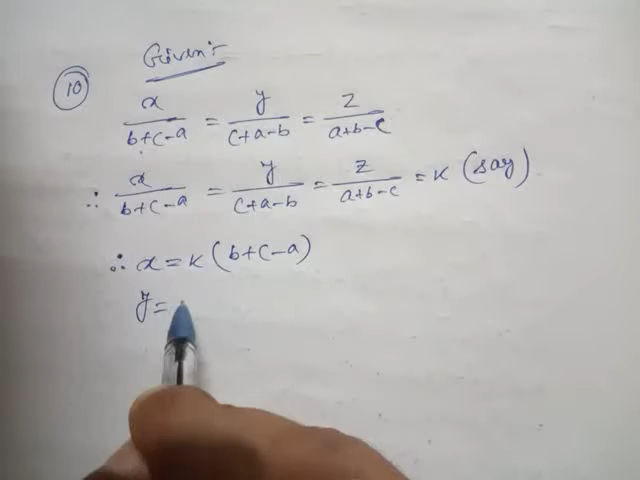 Given:-
(10) x/(b+c-a) = y/(c+a-b) = z/(a+b-c)
∴ x/(b+c-a) = y/(c+a-b) = z/(a+b-c) = K (say)
∴ x = K (b+c-a)
y =